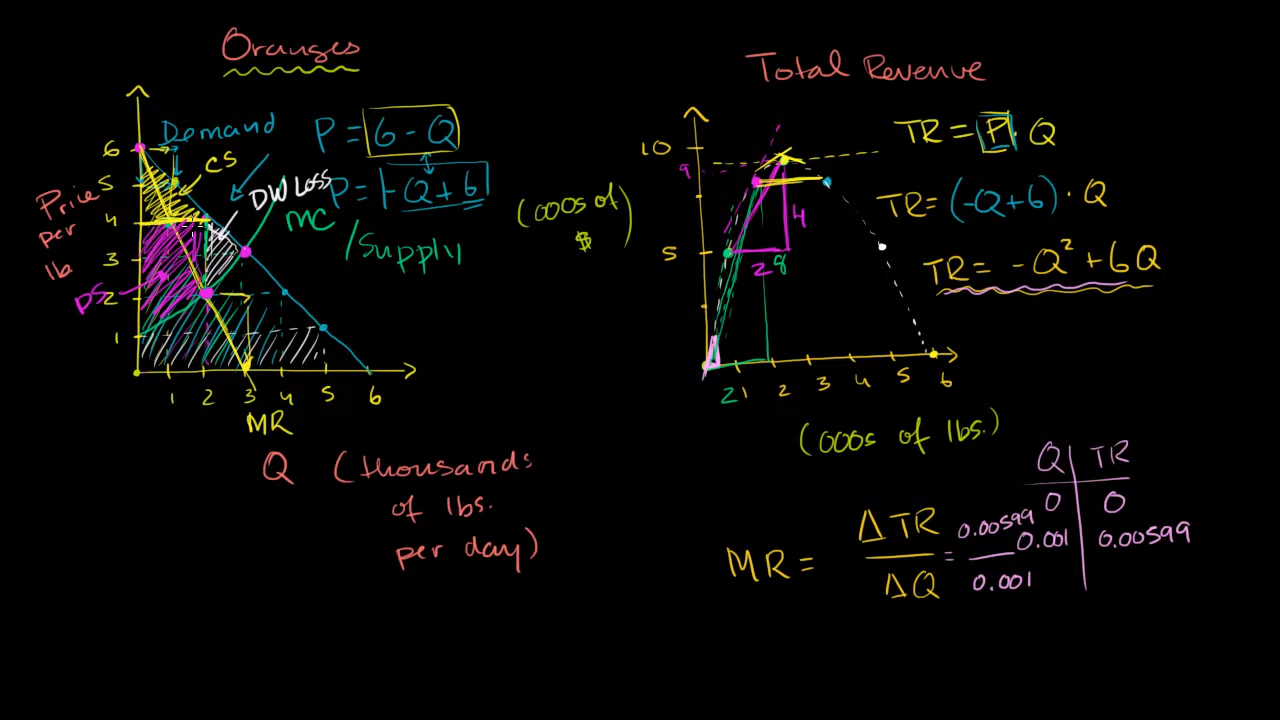 Oranges
Demand
P = 6 - Q
P = -Q + 6
CS
DW Loss
MC
/Supply
PS
Price
per
lb
6
5
4
3
2
1
1 2 3 4 5 6
MR
Q (thousands
of lbs.
per day)
Total Revenue
(000s of
$)
10
9
5
4
2 8
2 1 2 3 4 5 6
(000s of lbs.)
TR = P · Q
TR = (-Q+6) · Q
TR = -Q² + 6Q
MR = ΔTR/ΔQ = 0.00599/0.001
Q TR
0 0
0.001 0.00599